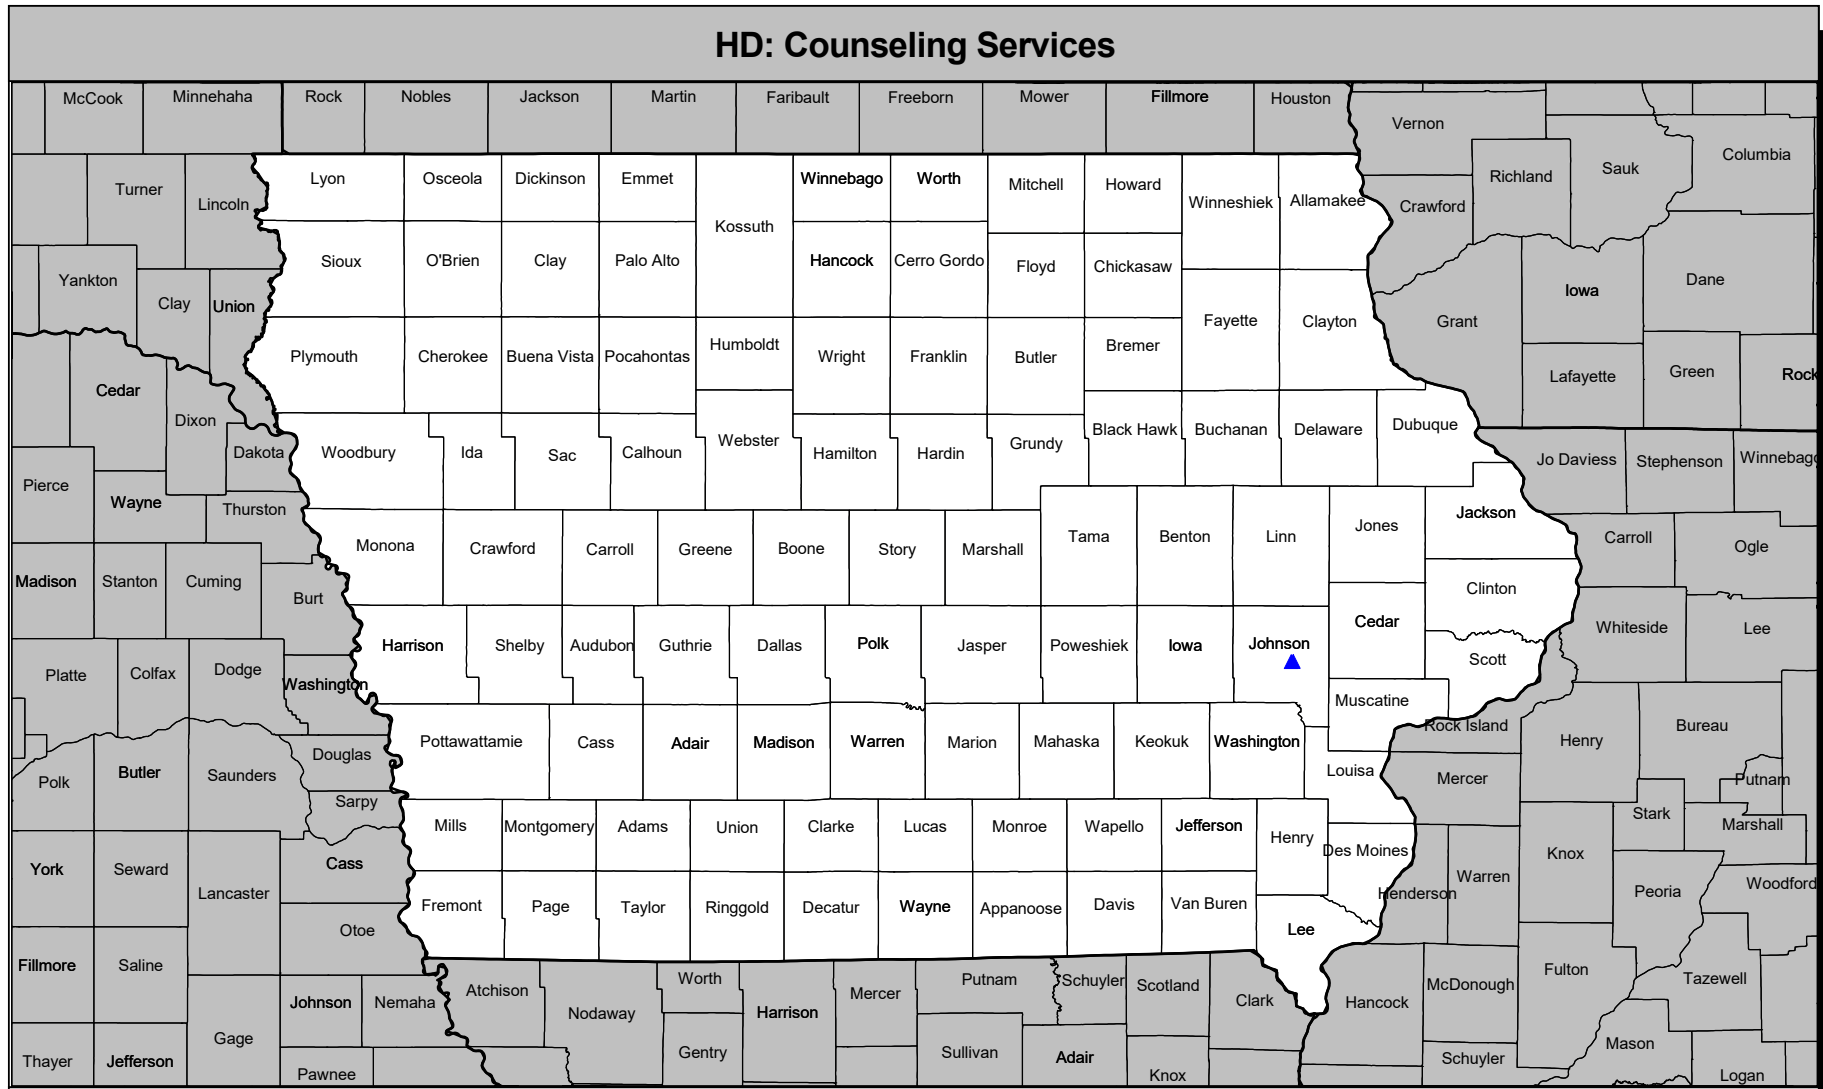 HD: Counseling Services
McCook Minnehaha Rock Nobles Jackson Martin Faribault Freeborn Mower Fillmore Houston
Vernon Richland Sauk Columbia
Turner Lincoln Lyon Osceola Dickinson Emmet Kossuth Winnebago Worth Mitchell Howard Winneshiek Allamakee Crawford
Yankton Clay Union Sioux O'Brien Clay Palo Alto Hancock Cerro Gordo Floyd Chickasaw Iowa Dane
Fayette Clayton Grant
Cedar Dixon Plymouth Cherokee Buena Vista Pocahontas Humboldt Wright Franklin Butler Bremer Lafayette Green Rock
Dakota Woodbury Ida Sac Calhoun Webster Hamilton Hardin Grundy Black Hawk Buchanan Delaware Dubuque Jo Daviess Stephenson Winnebago
Pierce Wayne Thurston
Monona Crawford Carroll Greene Boone Story Marshall Tama Benton Linn Jones Jackson Carroll Ogle
Madison Stanton Cuming Burt Clinton
Harrison Shelby Audubon Guthrie Dallas Polk Jasper Poweshiek Iowa Johnson Cedar Scott Whiteside Lee
Platte Colfax Dodge Washington Muscatine Rock Island
Pottawattamie Cass Adair Madison Warren Marion Mahaska Keokuk Washington Louisa Henry Bureau
Douglas Polk Butler Saunders Sarpy Mercer Putnam
Mills Montgomery Adams Union Clarke Lucas Monroe Wapello Jefferson Henry Des Moines Stark Marshall
York Seward Lancaster Cass Knox Warren Henderson Peoria Woodford
Fremont Page Taylor Ringgold Decatur Wayne Appanoose Davis Van Buren Lee
Otoe
Fillmore Saline Atchison Nodaway Worth Harrison Mercer Putnam Schuyler Scotland Clark Hancock McDonough Fulton Tazewell
Johnson Nemaha
Gage Gentry Sullivan Adair Mason
Thayer Jefferson Pawnee Knox Schuyler Logan